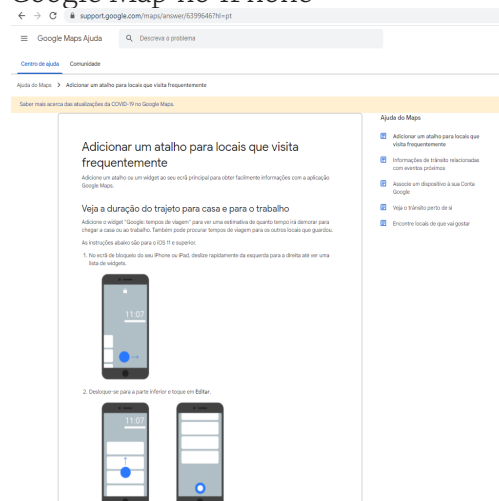 Google Map no iPhone
support.google.com/maps/answer/6399646?hl=pt
Google Maps Ajuda
Descreva o problema
Centro de ajuda Comunidade
Ajuda do Maps > Adicionar um atalho para locais que visita frequentemente
Saber mais acerca das atualizações da COVID-19 no Google Maps.
Adicionar um atalho para locais que visita
frequentemente
Adicione um atalho ou um widget ao seu ecrã principal para obter facilmente informações com a aplicação
Google Maps.
Veja a duração do trajeto para casa e para o trabalho
Adicione o widget "Google: tempos de viagem" para ver uma estimativa de quanto tempo irá demorar para
chegar a casa ou ao trabalho. Também pode procurar tempos de viagem para os outros locais que guardou.
As instruções abaixo são para o iOS 11 e superior.
1. No ecrã de bloqueio do seu iPhone ou iPad, deslize rapidamente da esquerda para a direita até ver uma
lista de widgets.
11:07
2. Desloque-se para a parte inferior e toque em Editar.
11:07
Ajuda do Maps
Adicionar um atalho para locais que
visita frequentemente
Informações de trânsito relacionadas
com eventos próximos
Associe um dispositivo à sua Conta
Google
Veja o trânsito perto de si
Encontre locais de que vai gostar